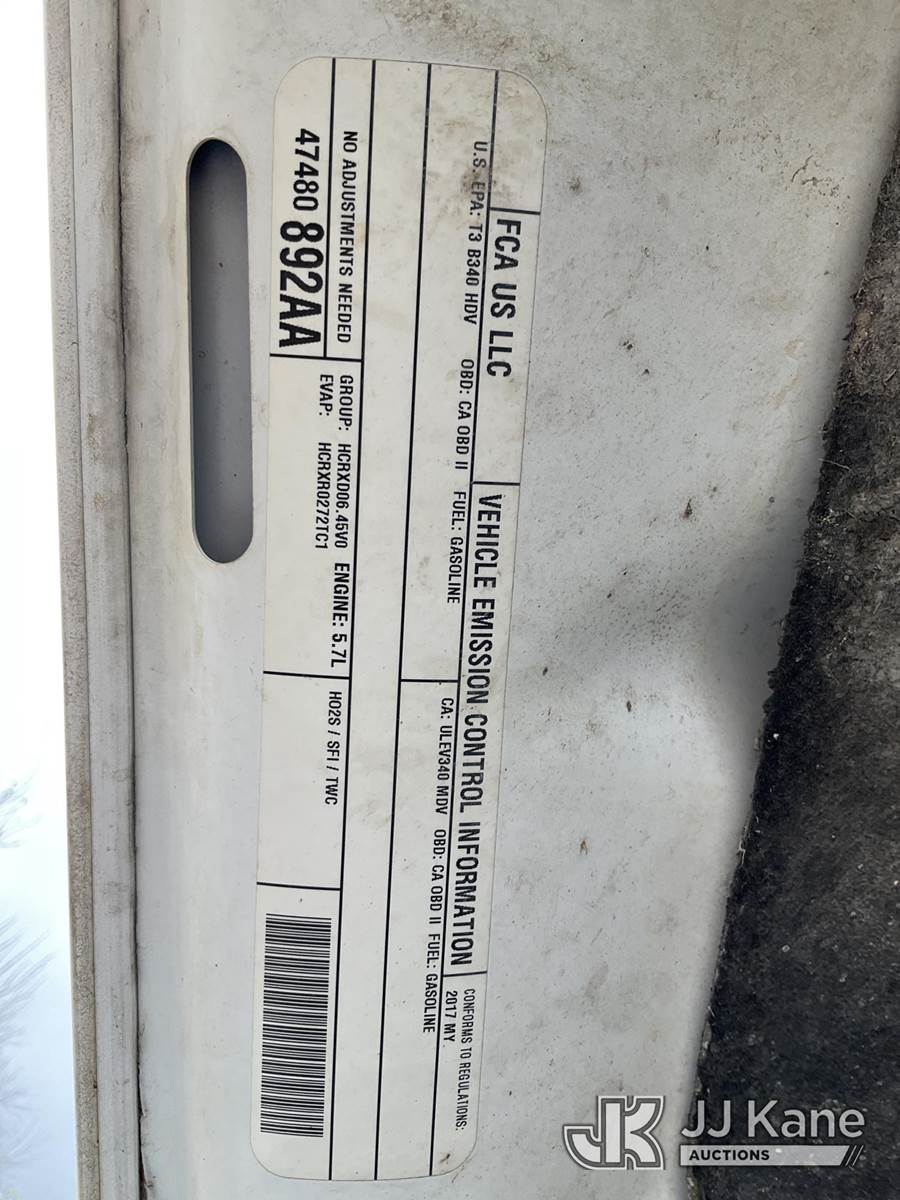 FCA US LLC
VEHICLE EMISSION CONTROL INFORMATION
CONFORMS TO REGULATIONS:
2017 MY
U.S. EPA: T3 B340 HDV OBD: CA OBD II FUEL: GASOLINE
CA: ULEV340 MDV OBD: CA OBD II FUEL: GASOLINE
NO ADJUSTMENTS NEEDED
47480892AA
GROUP: HCRXD06.45V0 ENGINE: 5.7L
EVAP: HCRXR0272TC1
HO2S / SFI / TWC
JK JJ Kane
AUCTIONS